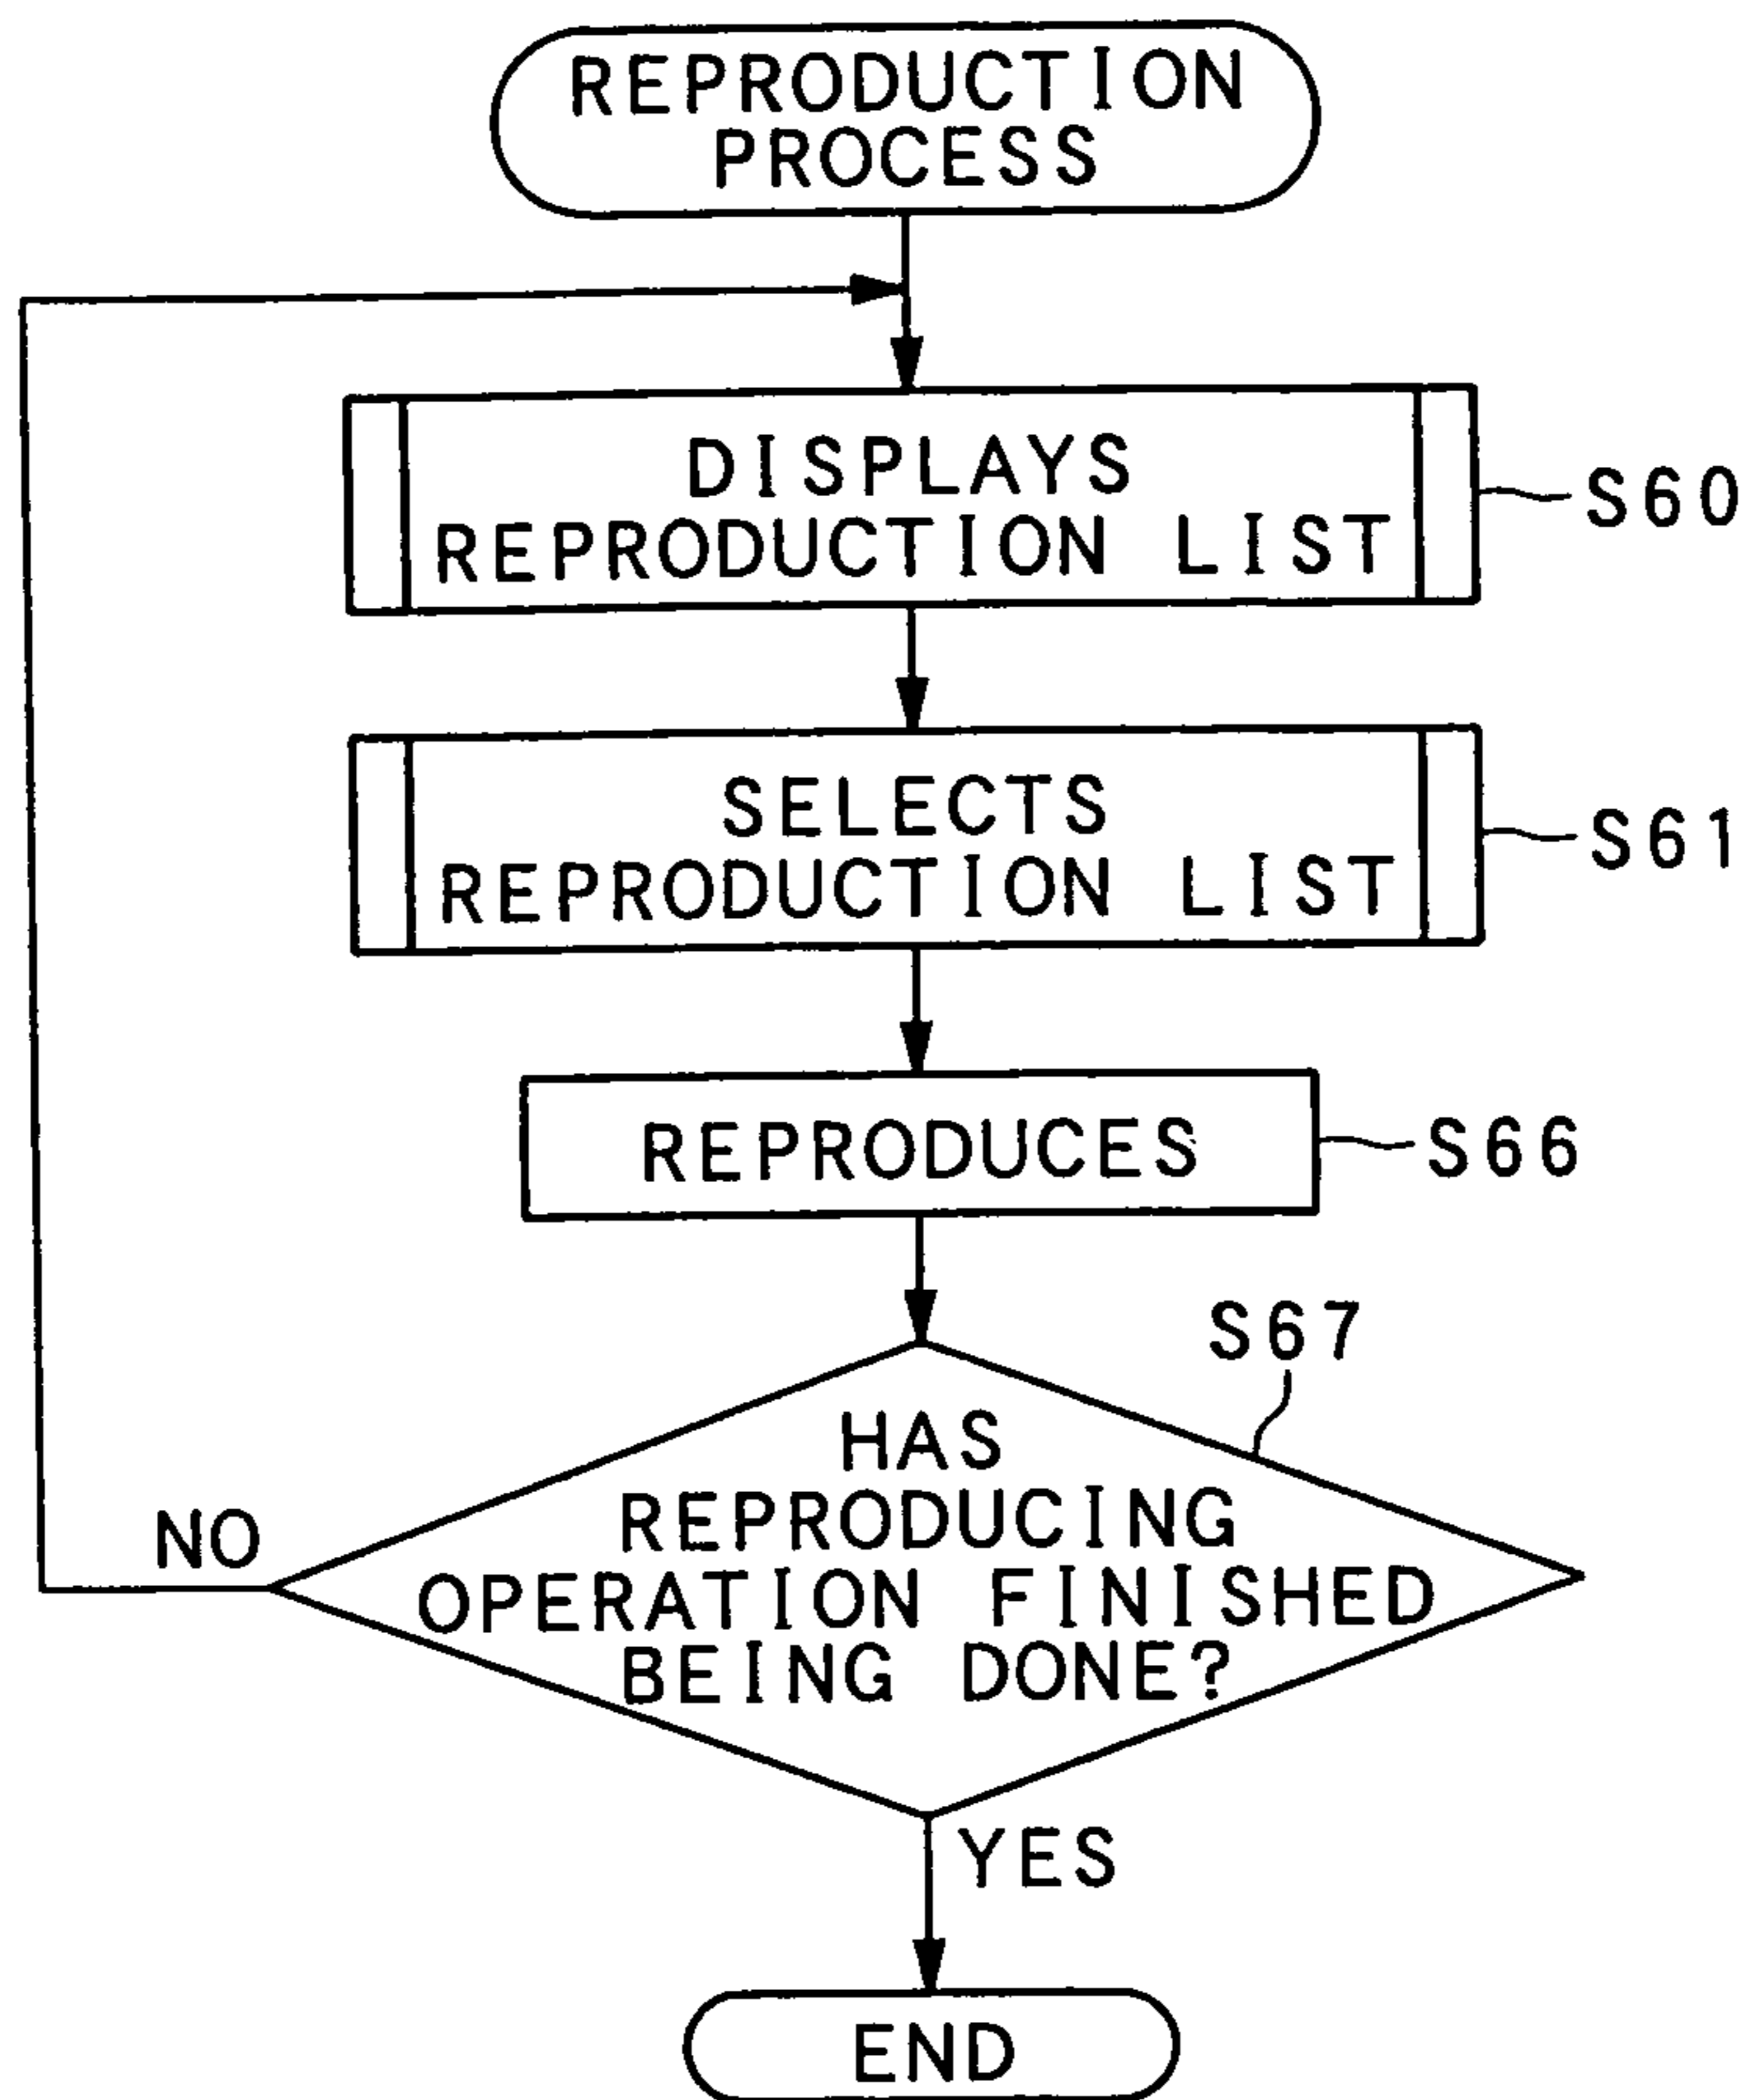 REPRODUCTION
PROCESS
DISPLAYS
REPRODUCTION LIST
S60
SELECTS
REPRODUCTION LIST
S61
REPRODUCES
S66
S67
HAS
REPRODUCING
OPERATION FINISHED
BEING DONE?
NO
YES
END